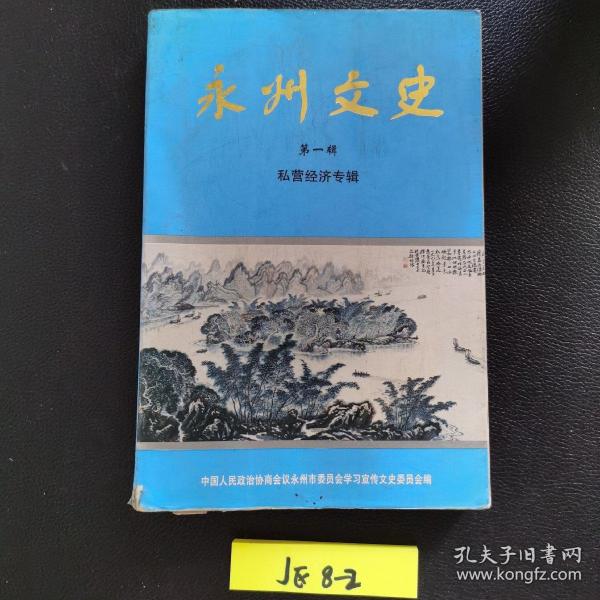 永州文史
第一辑
私营经济专辑
中国人民政治协商会议永州市委员会学习宣传文史委员会编
8-2
孔夫子旧书网
www.kongfz.com